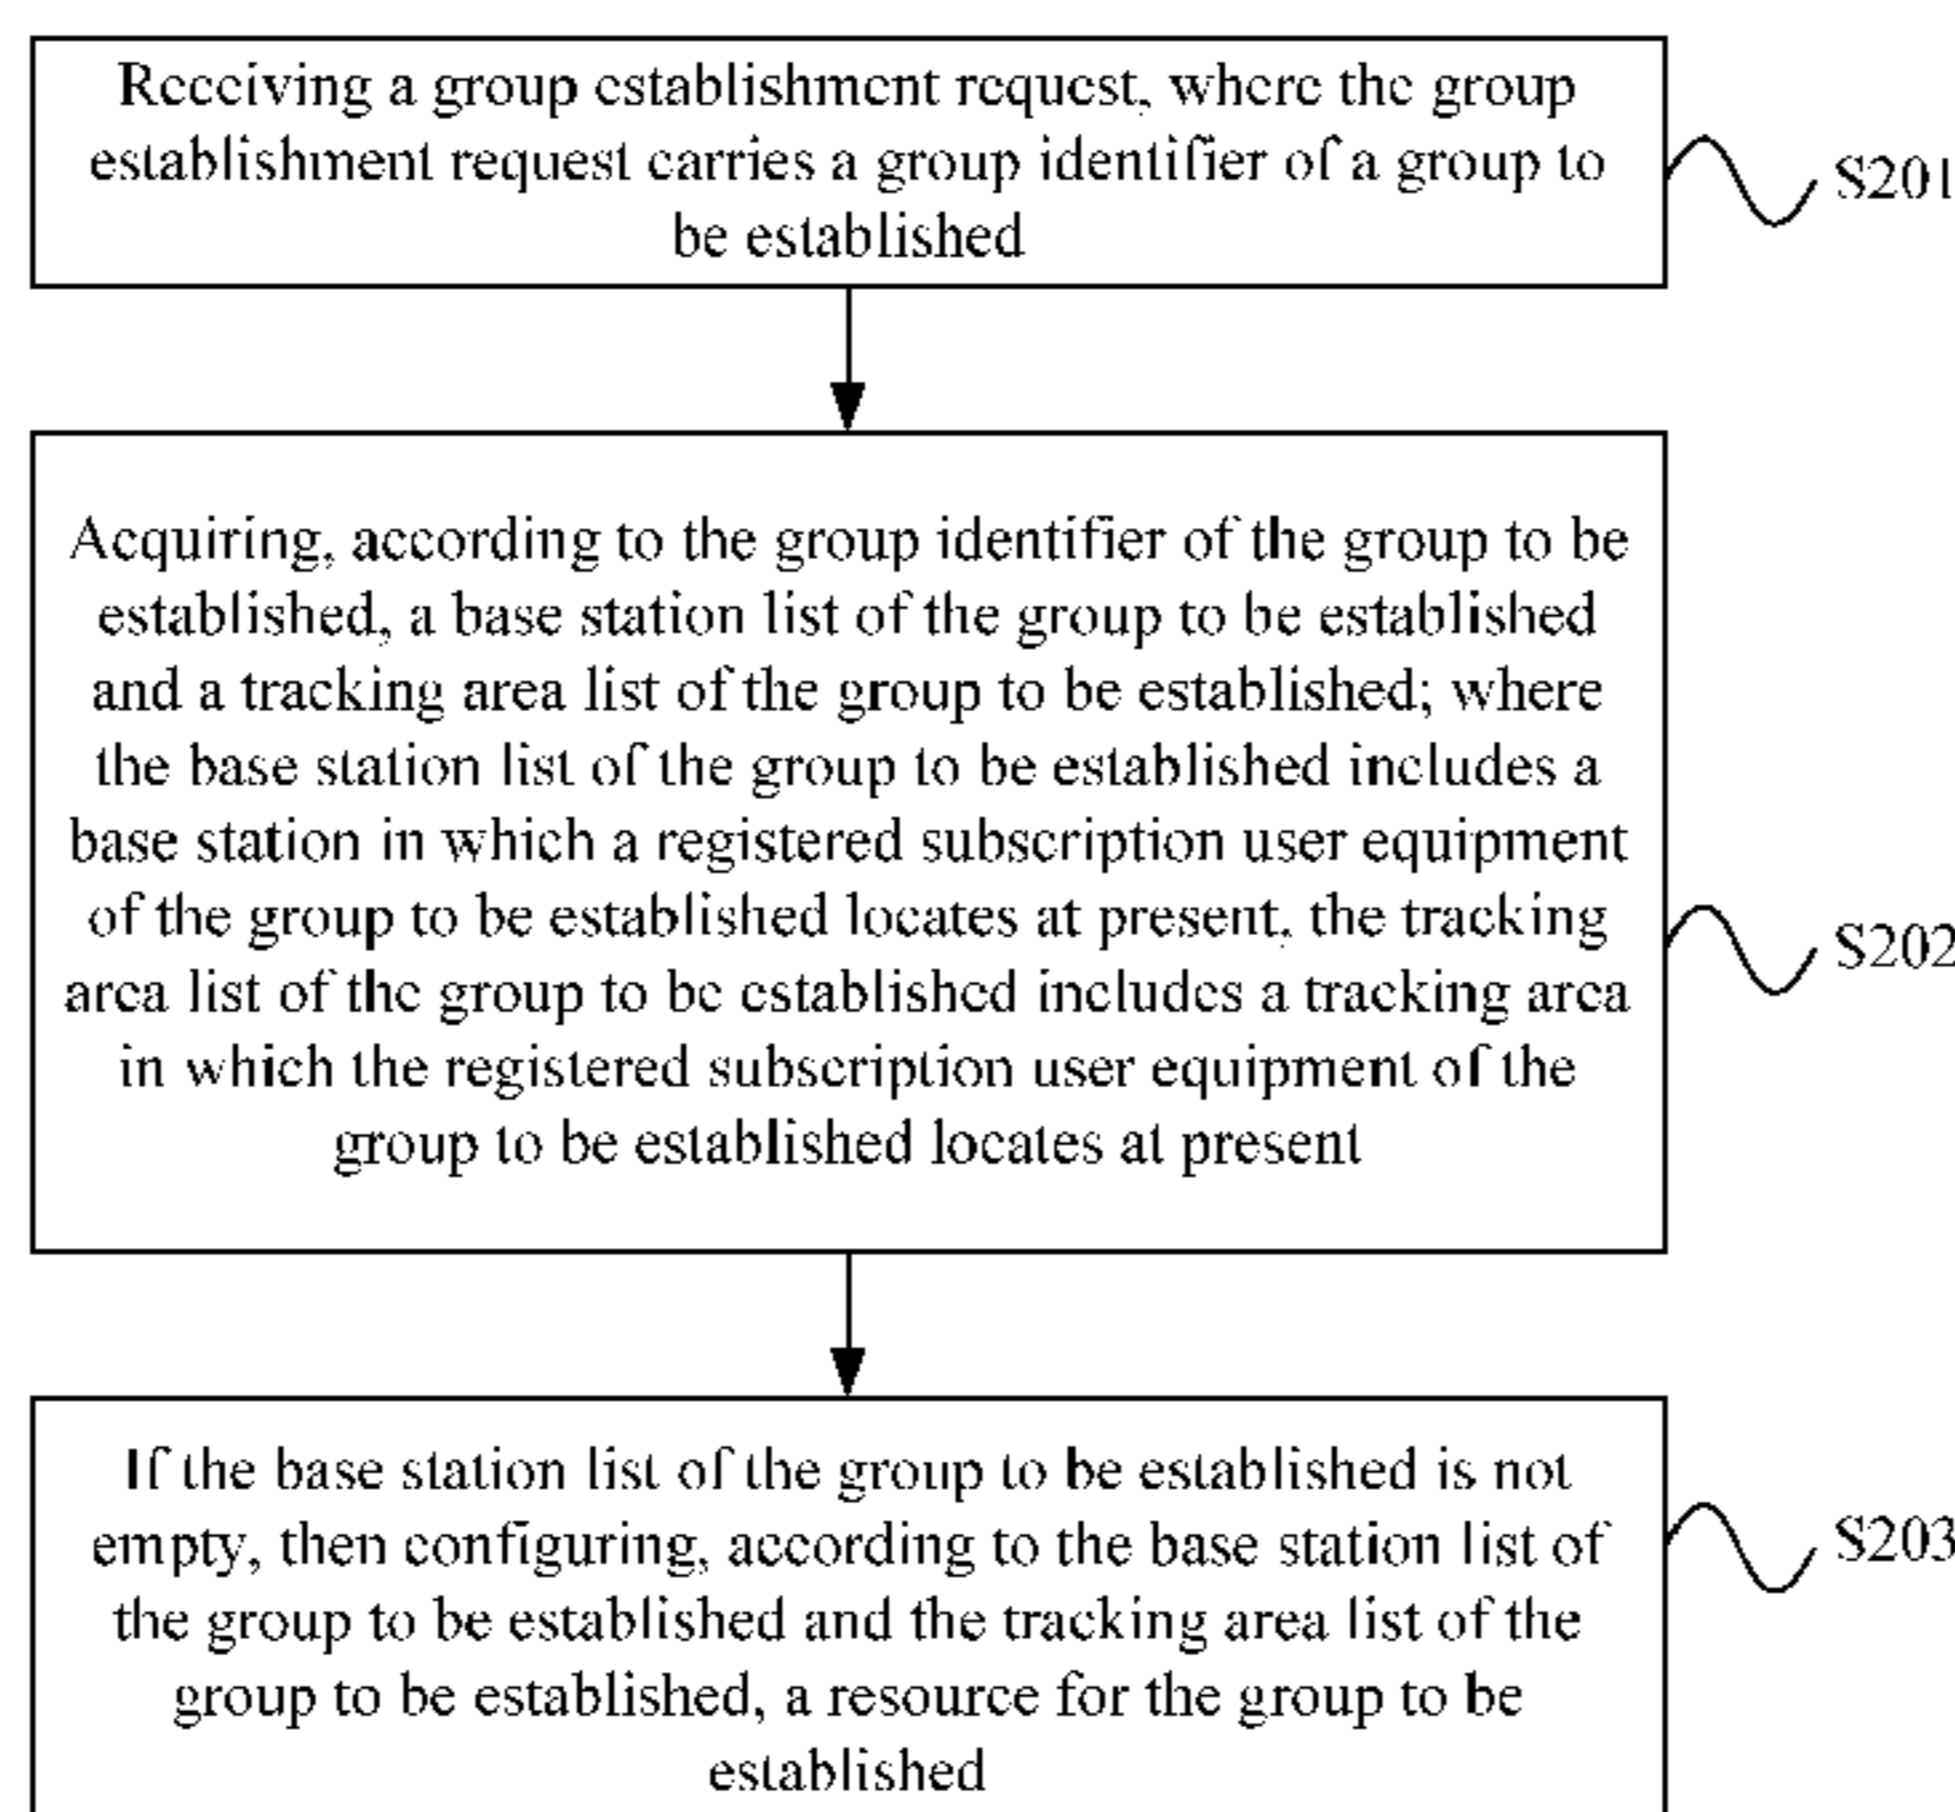 Receiving a group establishment request, where the group
establishment request carries a group identifier of a group to
be established
S201
Acquiring, according to the group identifier of the group to be
established, a base station list of the group to be established
and a tracking area list of the group to be established; where
the base station list of the group to be established includes a
base station in which a registered subscription user equipment
of the group to be established locates at present, the tracking
area list of the group to be established includes a tracking area
in which the registered subscription user equipment of the
group to be established locates at present
S202
If the base station list of the group to be established is not
empty, then configuring, according to the base station list of
the group to be established and the tracking area list of the
group to be established, a resource for the group to be
established
S203